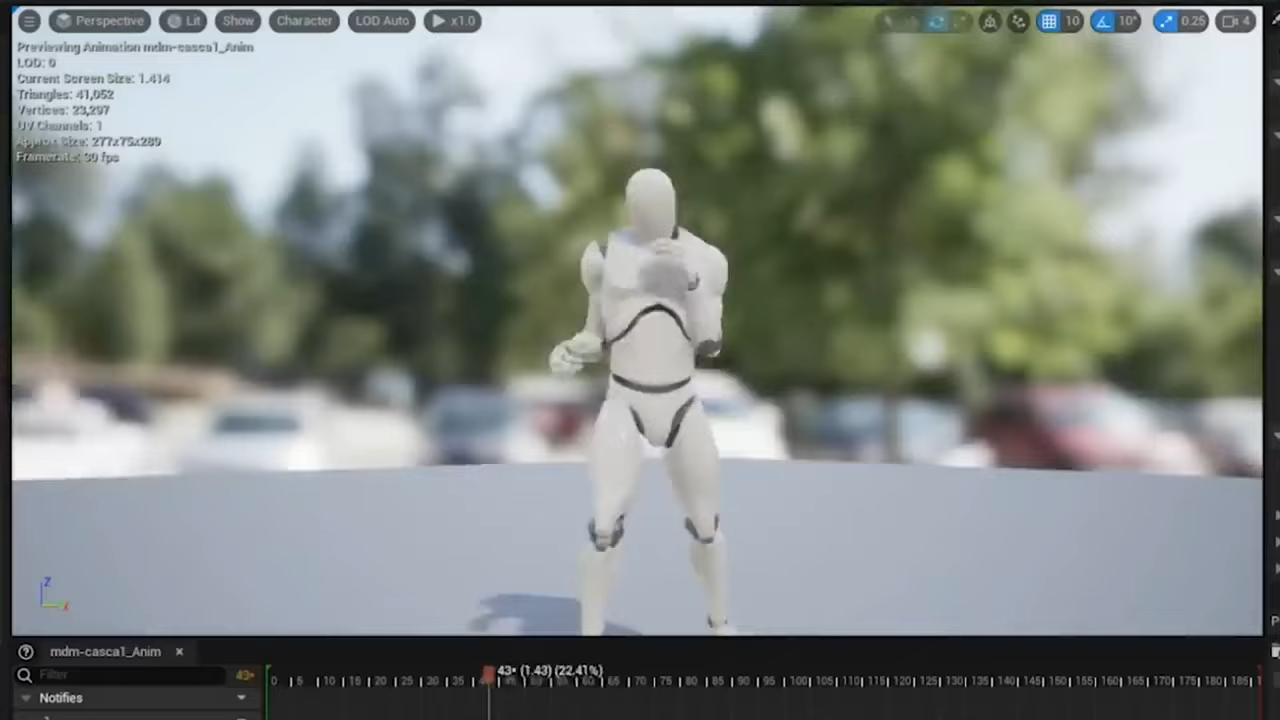 Perspective Lit Show Character LOD Auto x1.0 10 10° 0.25 4
Previewing Animation mdm-casca1_Anim
LOD: 0
Current Screen Size: 1.414
Triangles: 41,052
Vertices: 23,297
UV Channels: 1
Approx Size: 277x75x289
Framerate: 30 fps
Z
X
mdm-casca1_Anim
Filter 43•
43• (1.43) (22.41%)
0 5 10 15 20 25 30 35 65 70 75 80 85 90 95 100 105 110 115 120 125 130 135 140 145 150 155 160 165 170 175 180 185
Notifies